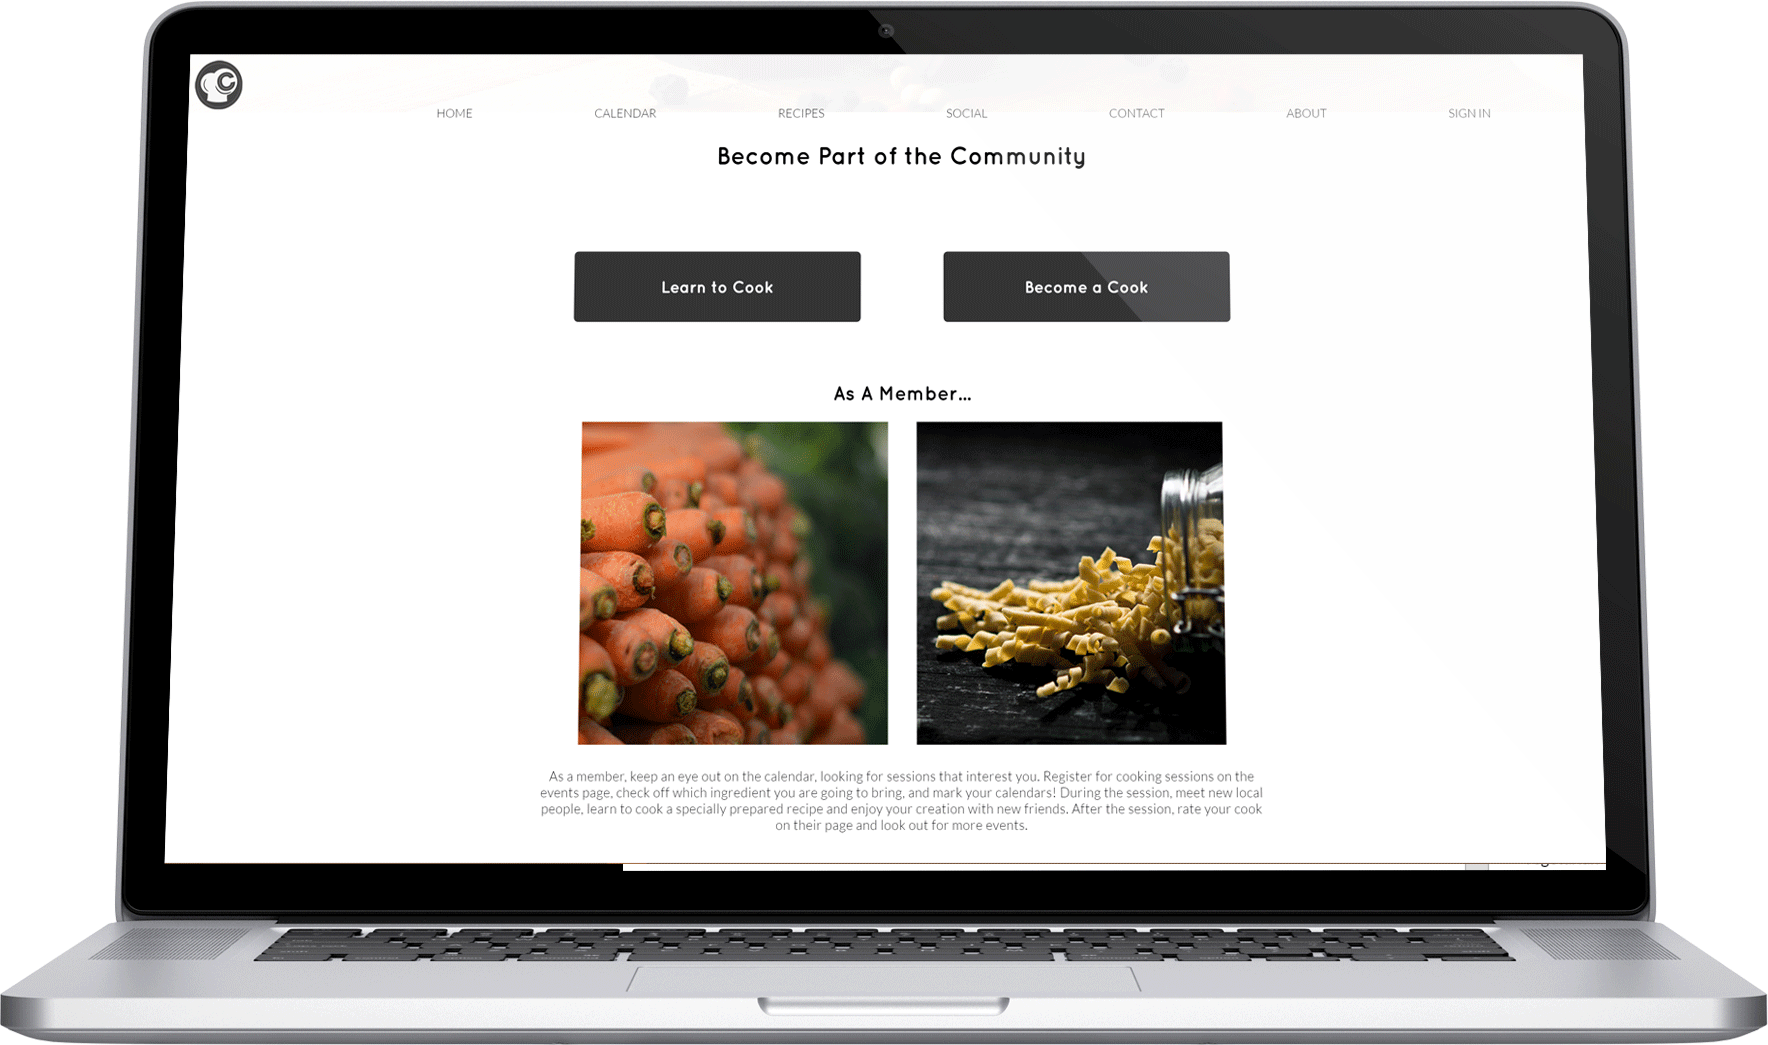 HOME CALENDAR RECIPES SOCIAL CONTACT ABOUT SIGN IN
Become Part of the Community
Learn to Cook Become a Cook
As A Member...
As a member, keep an eye out on the calendar, looking for sessions that interest you. Register for cooking sessions on the
events page, check off which ingredient you are going to bring, and mark your calendars! During the session, meet new local
people, learn to cook a specially prepared recipe and enjoy your creation with new friends. After the session, rate your cook
on their page and look out for more events.